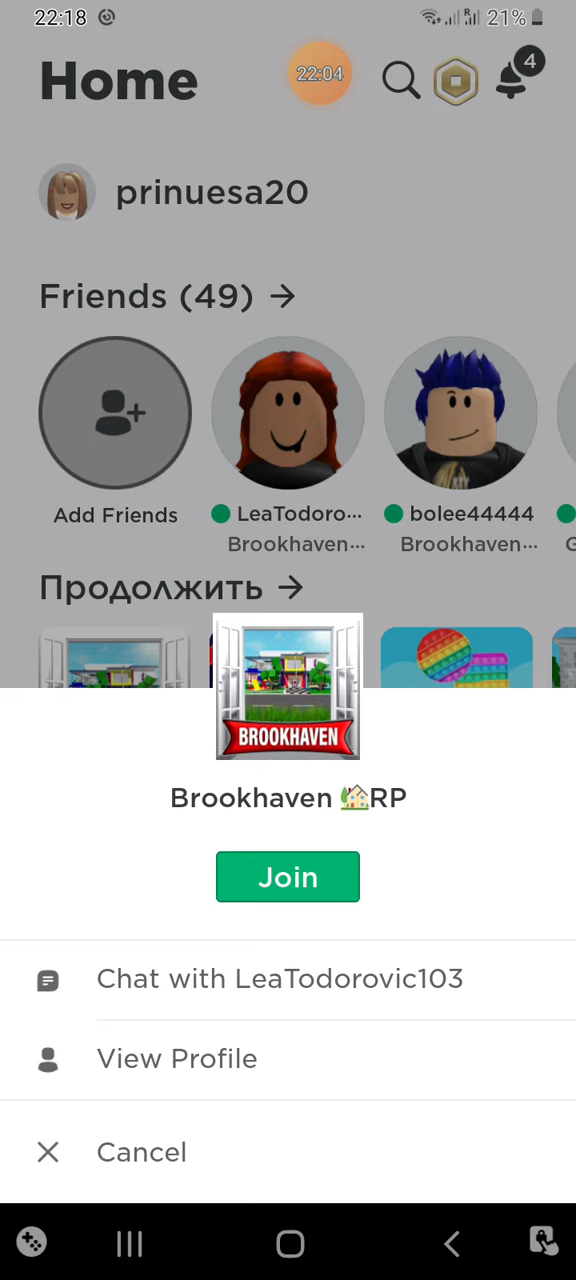 22:18
21%
Home
22:04
4
prinuesa20
Friends (49) →
Add Friends
LeaTodoro...
bolee44444
Brookhaven...
Brookhaven...
G
Продолжить →
BROOKHAVEN
Brookhaven 🏡RP
Join
Chat with LeaTodorovic103
View Profile
Cancel